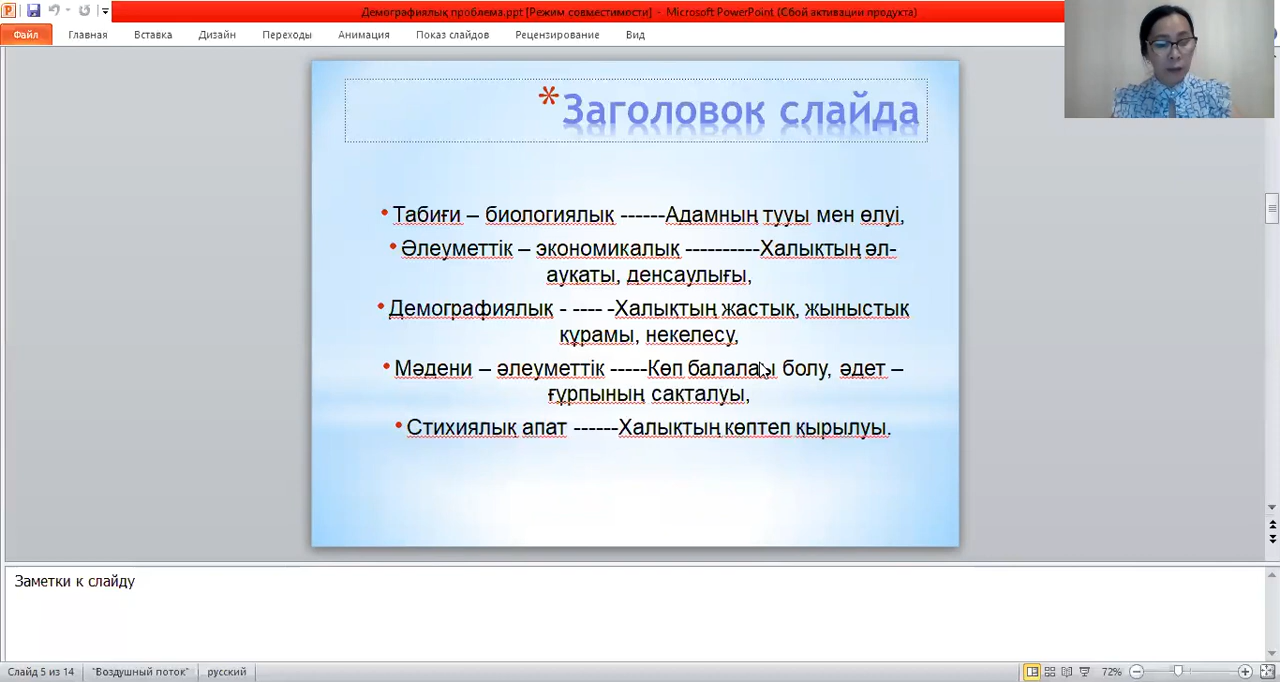 Демографиялық проблема.ppt [Режим совместимости] - Microsoft PowerPoint (Сбой активации продукта)
Файл Главная Вставка Дизайн Переходы Анимация Показ слайдов Рецензирование Вид
*Заголовок слайда
• Табиғи – биологиялық ------Адамның тууы мен өлуі,
• Әлеуметтік – экономикалық ----------Халықтың әл-
ауқаты, денсаулығы,
• Демографиялық - ---- -Халықтың жастық, жыныстық
құрамы, некелесу,
• Мәдени – әлеуметтік -----Көп балалаы болу, әдет –
ғұрпының сақталуы,
• Стихиялық апат ------Халықтың көптеп қырылуы.
Заметки к слайду
Слайд 5 из 14 "Воздушный поток" русский 72%